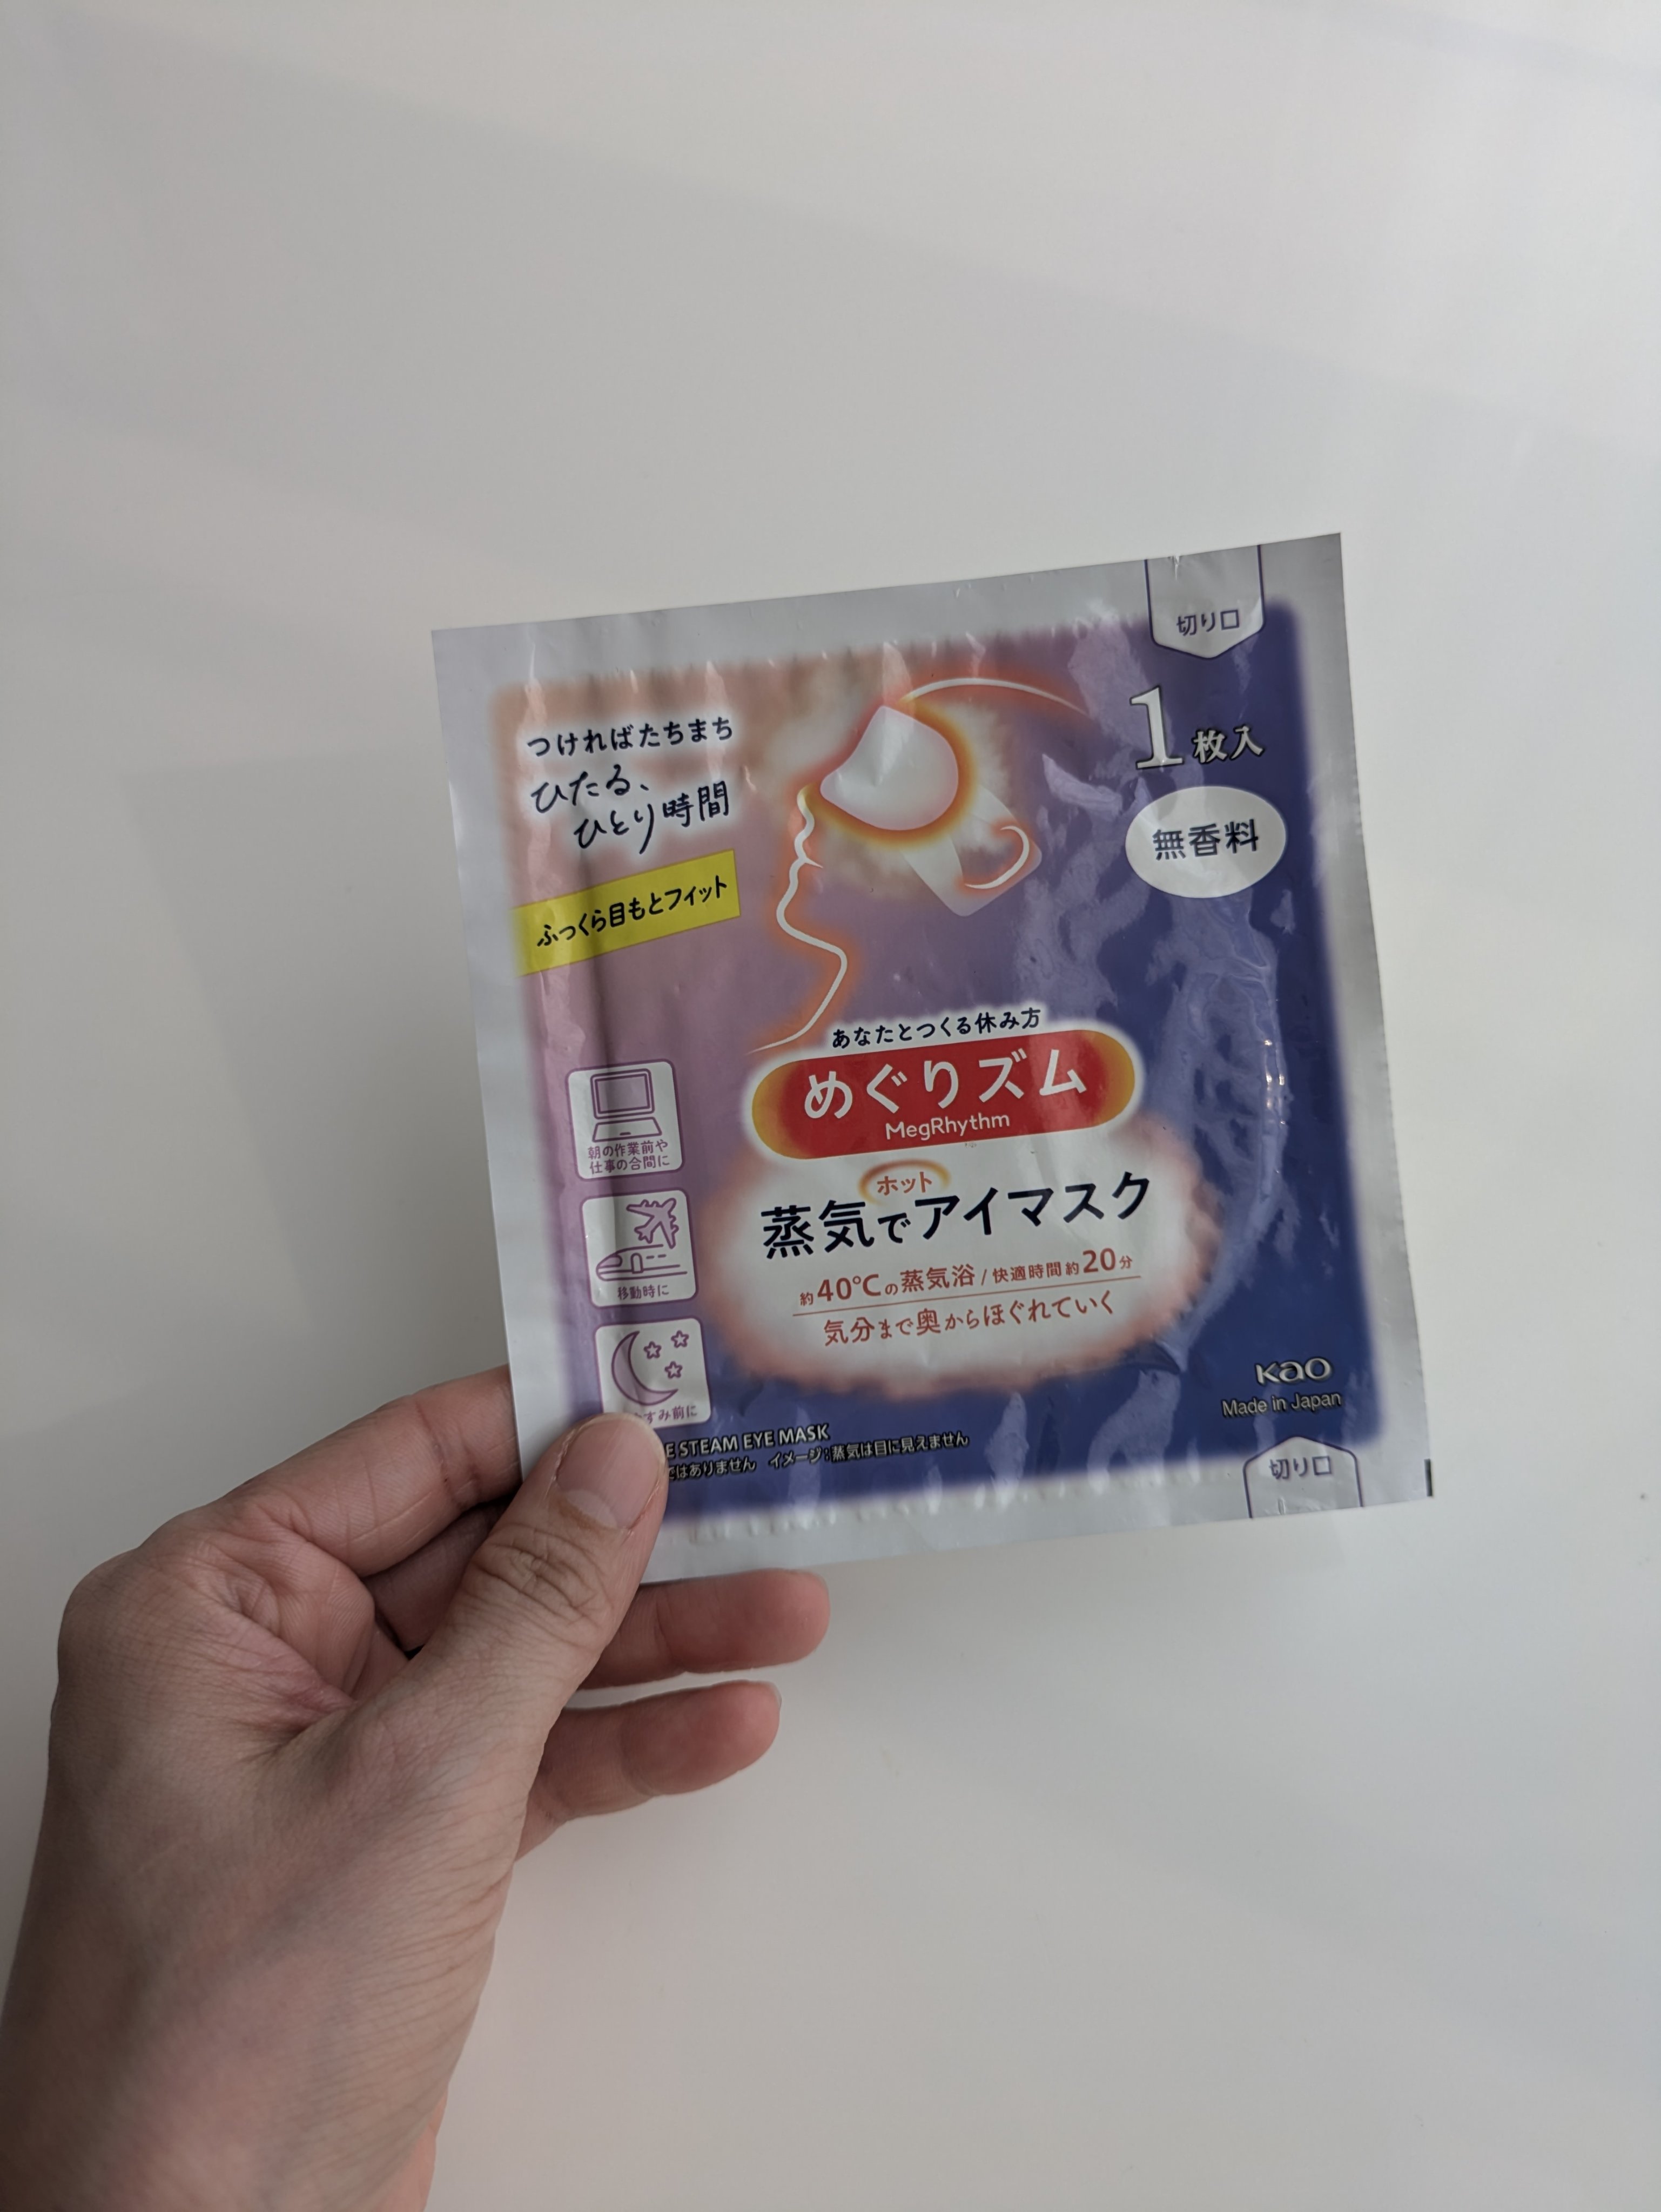 切り口
1枚入
無香料
つければたちまち
ひたる、
ひとり時間
ふっくら目もとフィット
あなたとつくる休み方
めぐりズム
MegRhythm
蒸気でホットアイマスク
約40℃の蒸気浴/快適時間約20分
気分まで奥からほぐれていく
朝の作業前や
仕事の合間に
移動時に
すみ前に
Kao
Made in Japan
STEAM EYE MASK
ではありません イメージ:蒸気は目に見えません
切り口